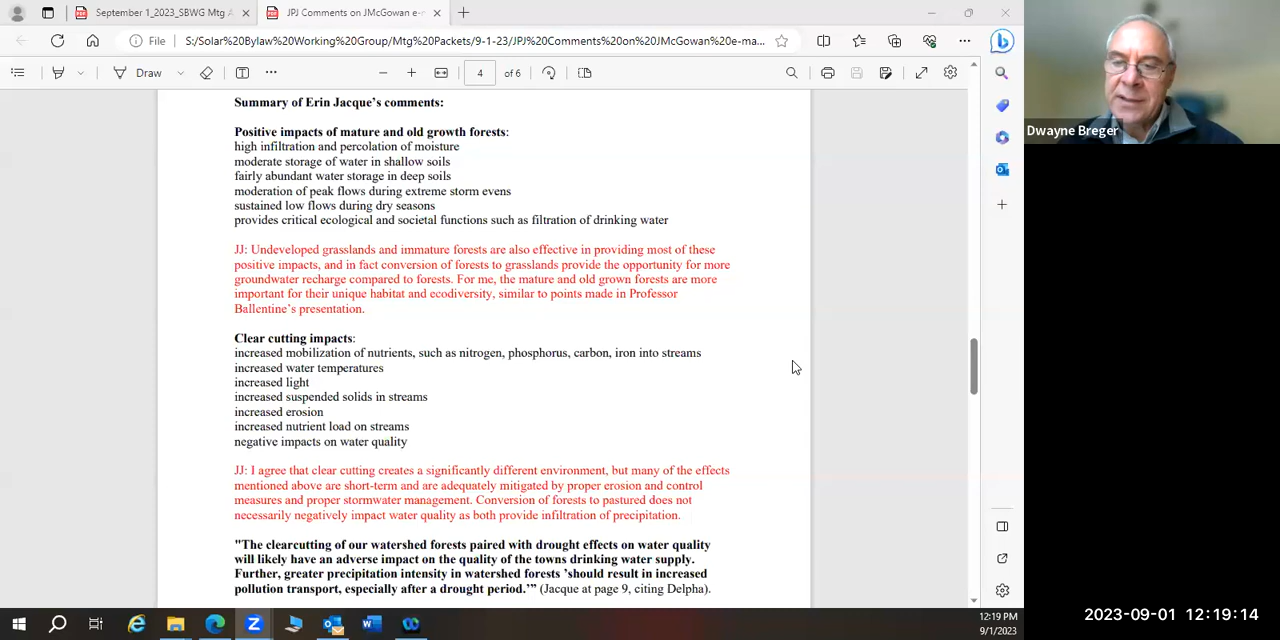 September 1_2023_SBWG Mtg A
JPJ Comments on JMcGowan e-m
File
S:/Solar%20Bylaw%20Working%20Group/Mtg%20Packets/9-1-23/JPJ%20Comments%20on%20JMcGowan%20e-ma...
Draw
4 of 6
Dwayne Breger
Summary of Erin Jacque's comments:
Positive impacts of mature and old growth forests:
high infiltration and percolation of moisture
moderate storage of water in shallow soils
fairly abundant water storage in deep soils
moderation of peak flows during extreme storm evens
sustained low flows during dry seasons
provides critical ecological and societal functions such as filtration of drinking water
JJ: Undeveloped grasslands and immature forests are also effective in providing most of these
positive impacts, and in fact conversion of forests to grasslands provide the opportunity for more
groundwater recharge compared to forests. For me, the mature and old grown forests are more
important for their unique habitat and ecodiversity, similar to points made in Professor
Ballentine's presentation.
Clear cutting impacts:
increased mobilization of nutrients, such as nitrogen, phosphorus, carbon, iron into streams
increased water temperatures
increased light
increased suspended solids in streams
increased erosion
increased nutrient load on streams
negative impacts on water quality
JJ: I agree that clear cutting creates a significantly different environment, but many of the effects
mentioned above are short-term and are adequately mitigated by proper erosion and control
measures and proper stormwater management. Conversion of forests to pastured does not
necessarily negatively impact water quality as both provide infiltration of precipitation.
"The clearcutting of our watershed forests paired with drought effects on water quality
will likely have an adverse impact on the quality of the towns drinking water supply.
Further, greater precipitation intensity in watershed forests 'should result in increased
pollution transport, especially after a drought period.'" (Jacque at page 9, citing Delpha).
12:19 PM
9/1/2023
2023-09-01 12:19:14